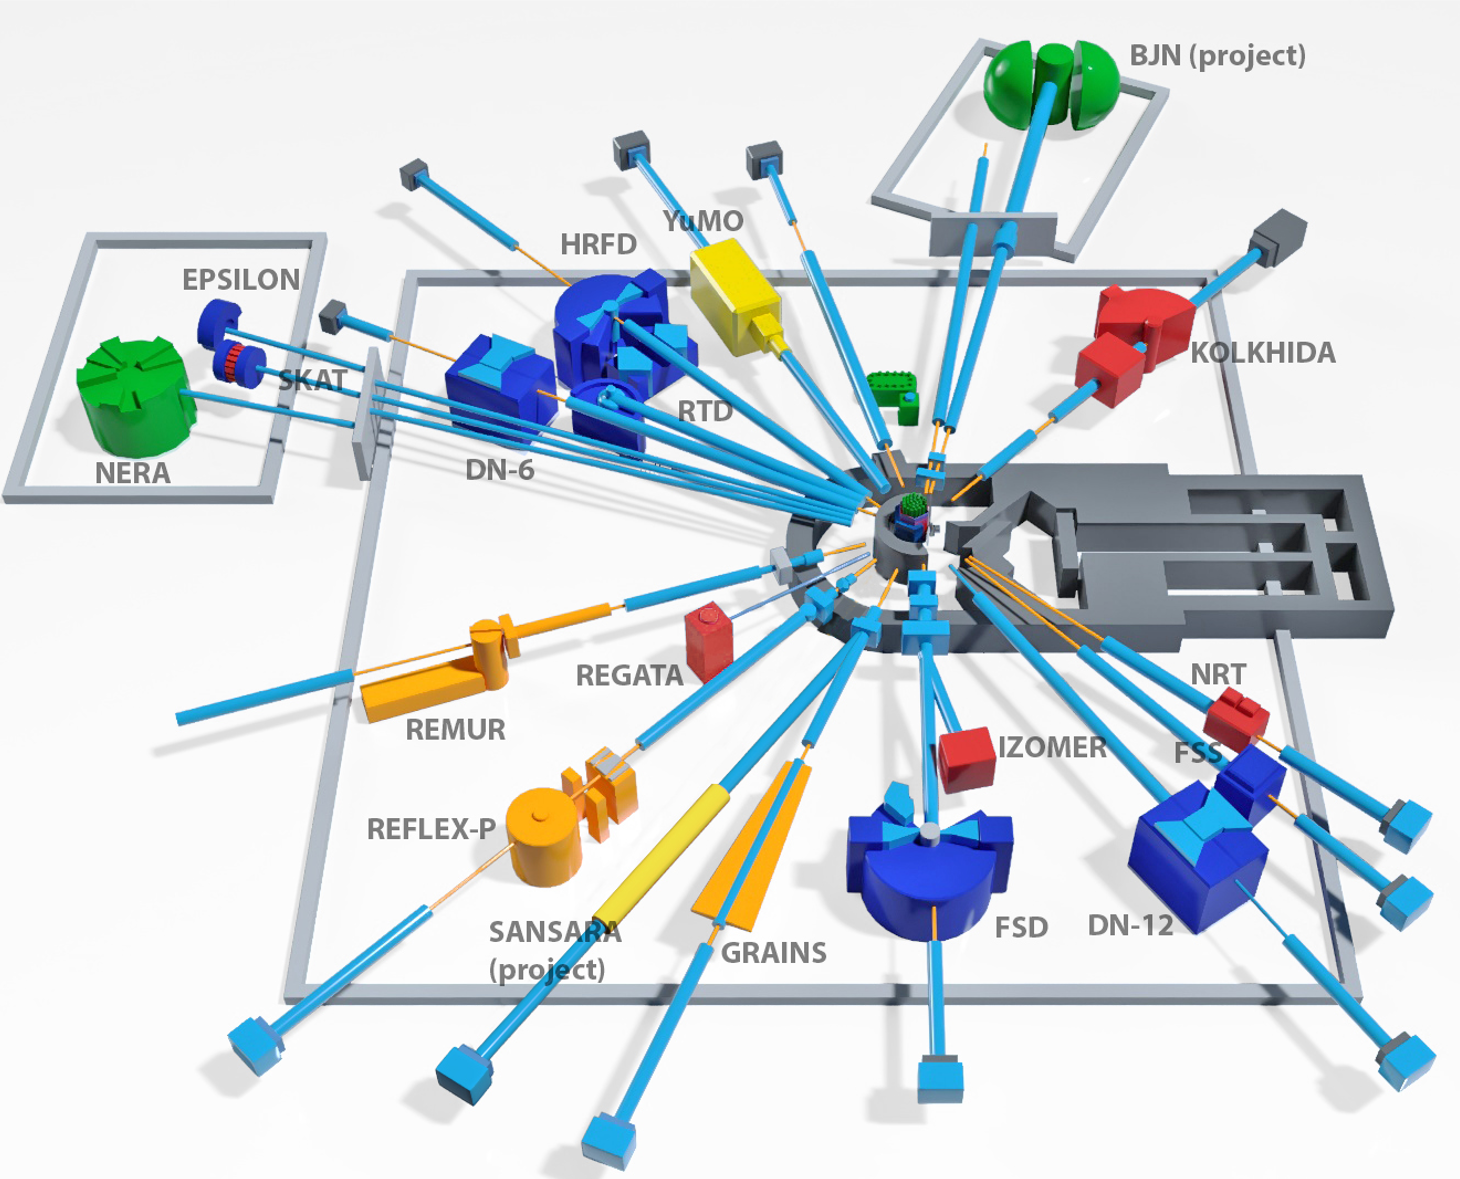 BJN (project)
YuMO
HRFD
EPSILON
KOLKHIDA
SKAT
RTD
NERA
DN-6
NRT
REGATA
REMUR
IZOMER
FSS
REFLEX-P
SANSARA
(project)
GRAINS
FSD
DN-12